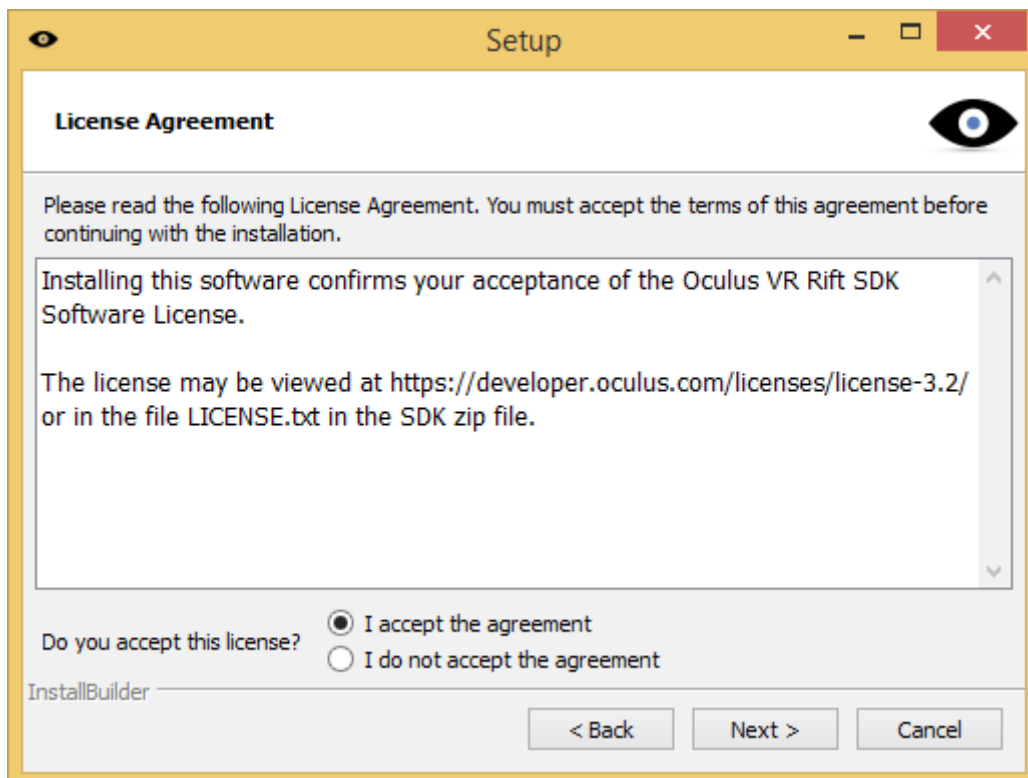 Setup
License Agreement
Please read the following License Agreement. You must accept the terms of this agreement before
continuing with the installation.
Installing this software confirms your acceptance of the Oculus VR Rift SDK
Software License.
The license may be viewed at https://developer.oculus.com/licenses/license-3.2/
or in the file LICENSE.txt in the SDK zip file.
Do you accept this license?
I accept the agreement
I do not accept the agreement
InstallBuilder
< Back Next > Cancel